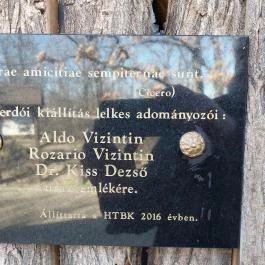 rae amicitiae sempiternae sunt.
(Cicero)
erdői kiállítás lelkes adományozói:
Aldo Vizintin
Rozario Vizintin
Dr. Kiss Dezső
emlékére.
Állíttatta a HTBK 2016 évben.